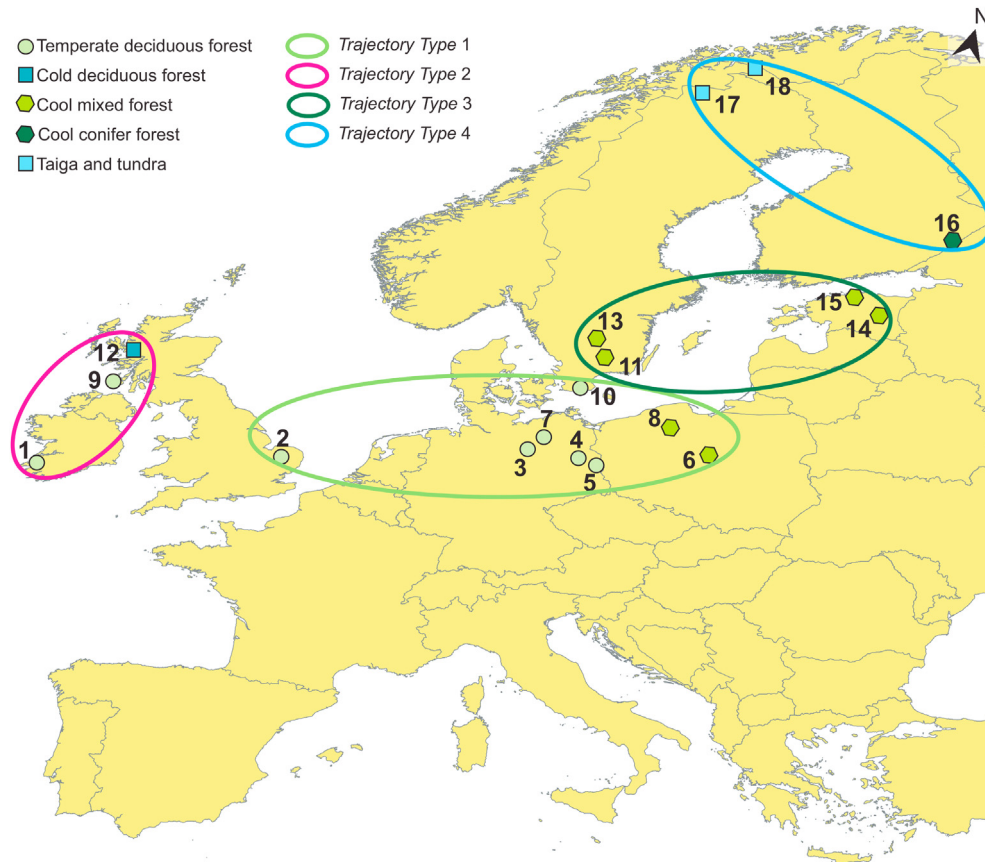 N
Temperate deciduous forest
Cold deciduous forest
Cool mixed forest
Cool conifer forest
Taiga and tundra
Trajectory Type 1
Trajectory Type 2
Trajectory Type 3
Trajectory Type 4
18
17
16
15
14
13
11
12
9
10
1
2
7
8
3
4
6
5